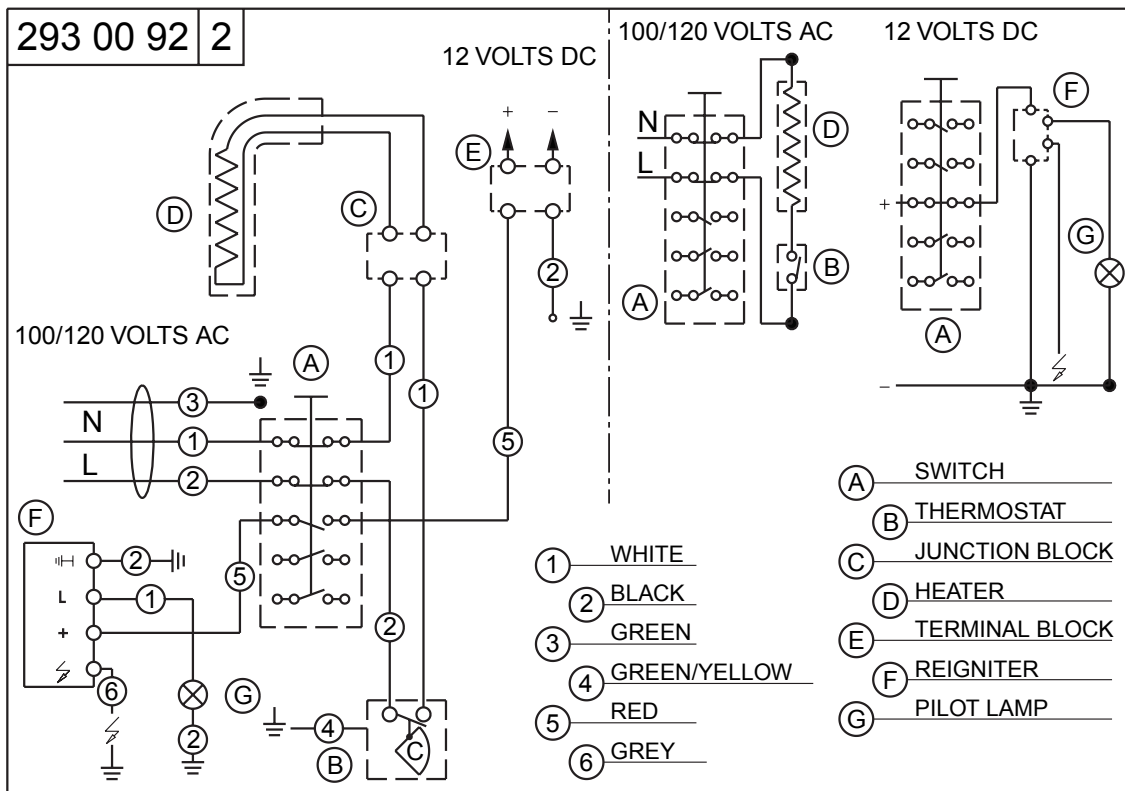 293 00 92 2
12 VOLTS DC
+ −
E
D
C
100/120 VOLTS AC
A
3
N
1
L
2
1
1
2
5
F
2
L
1
+
5
6
G
2
2
4
B
C
100/120 VOLTS AC
N
L
D
B
A
12 VOLTS DC
F
+
G
A
−
1 WHITE
2 BLACK
3 GREEN
4 GREEN/YELLOW
5 RED
6 GREY
A SWITCH
B THERMOSTAT
C JUNCTION BLOCK
D HEATER
E TERMINAL BLOCK
F REIGNITER
G PILOT LAMP